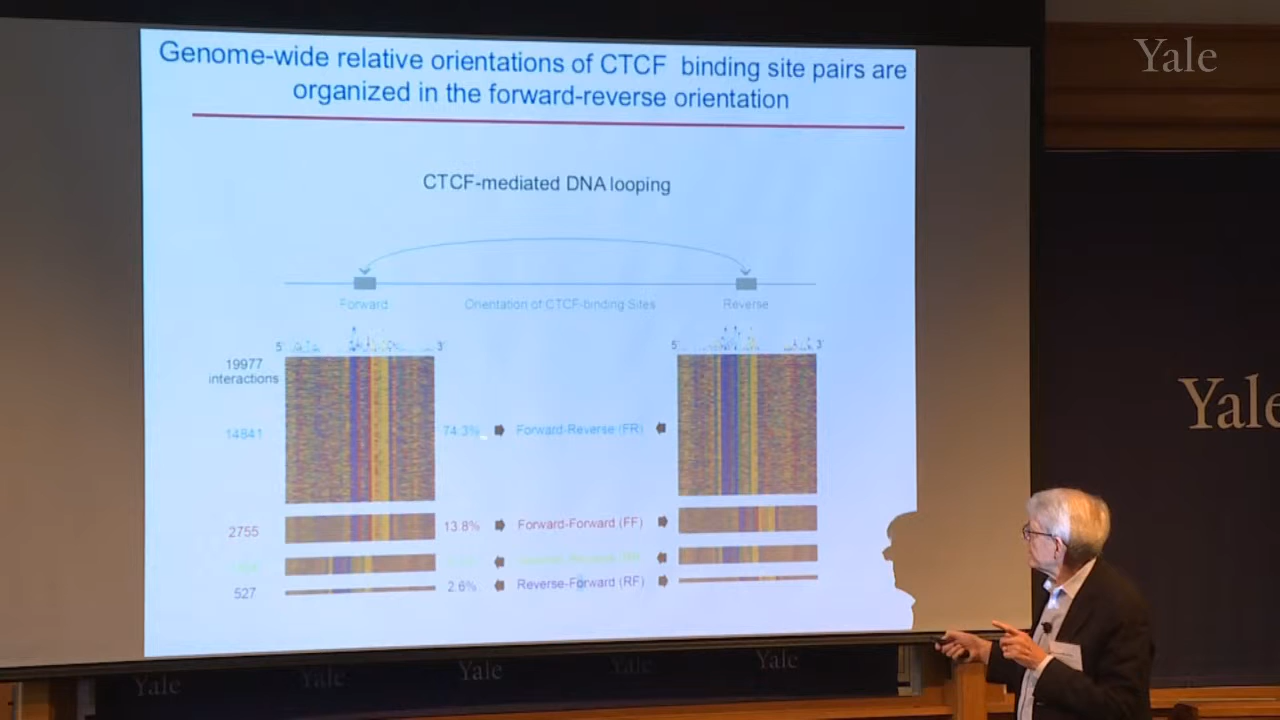 Yale
Genome-wide relative orientations of CTCF binding site pairs are
organized in the forward-reverse orientation
CTCF-mediated DNA looping
Forward
Orientation of CTCF-binding Sites
Reverse
5' 3' 5' 3'
19977
interactions
14841 74.3% Forward-Reverse (FR)
2755 13.8% Forward-Forward (FF)
527 2.6% Reverse-Forward (RF)
Yale
Yale Yale Yale Yale